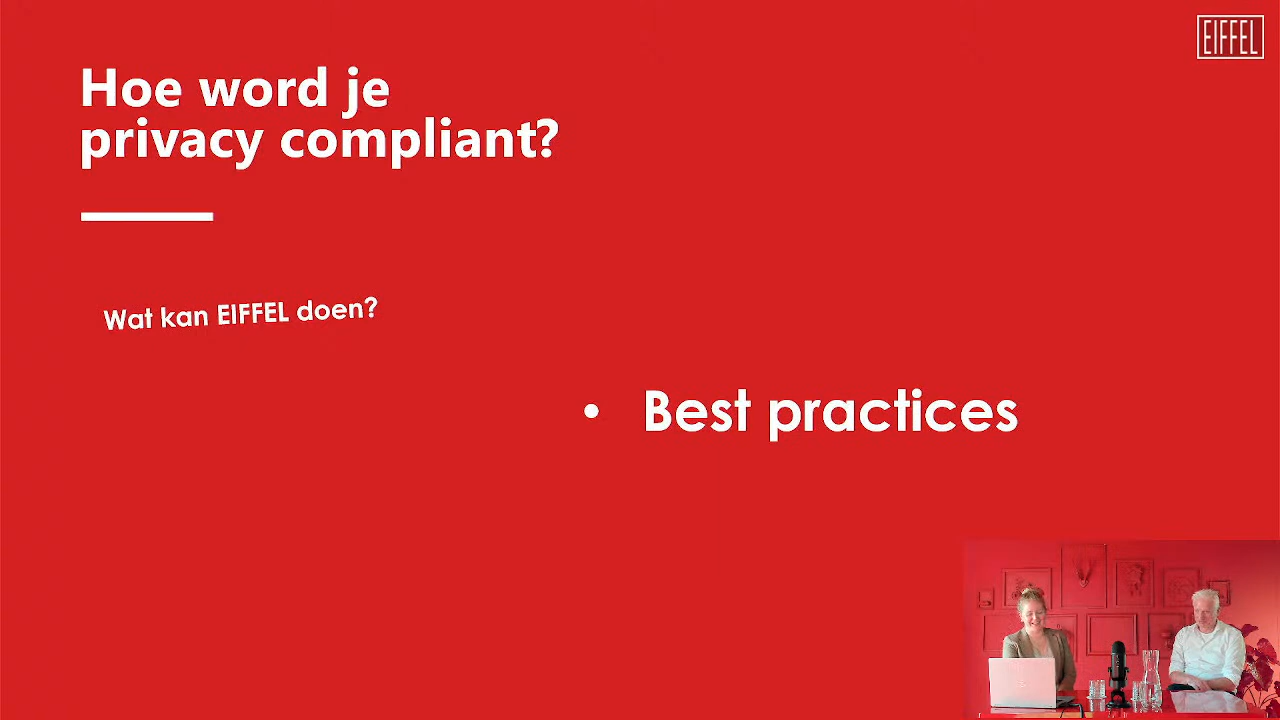 EIFFEL
Hoe word je
privacy compliant?
Wat kan EIFFEL doen?
• Best practices